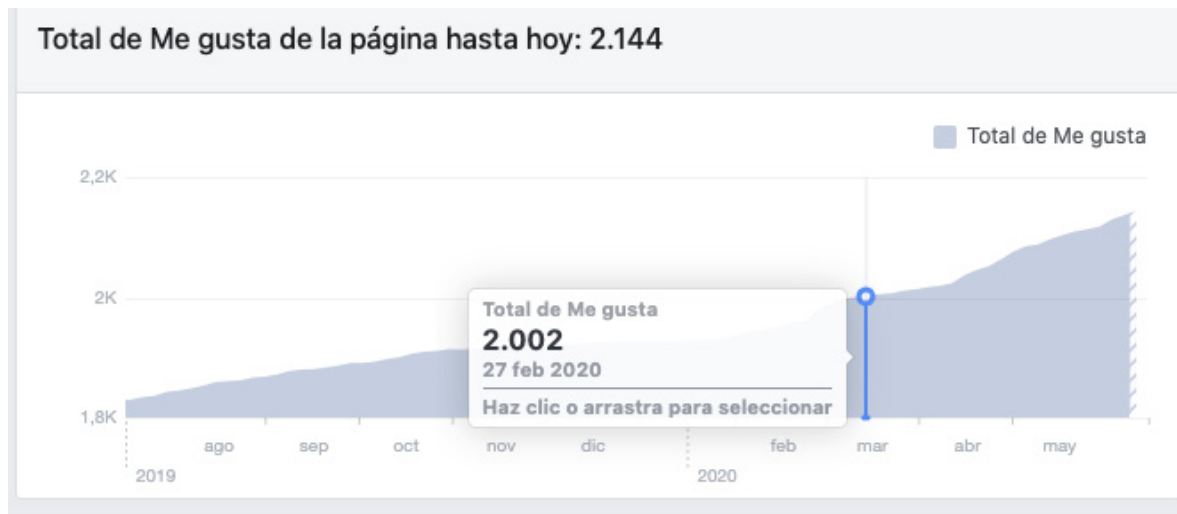 Total de Me gusta de la página hasta hoy: 2.144
Total de Me gusta
2,2K
2K
1,8K
Total de Me gusta
2.002
27 feb 2020
Haz clic o arrastra para seleccionar
ago sep oct nov dic feb mar abr may
2019 2020